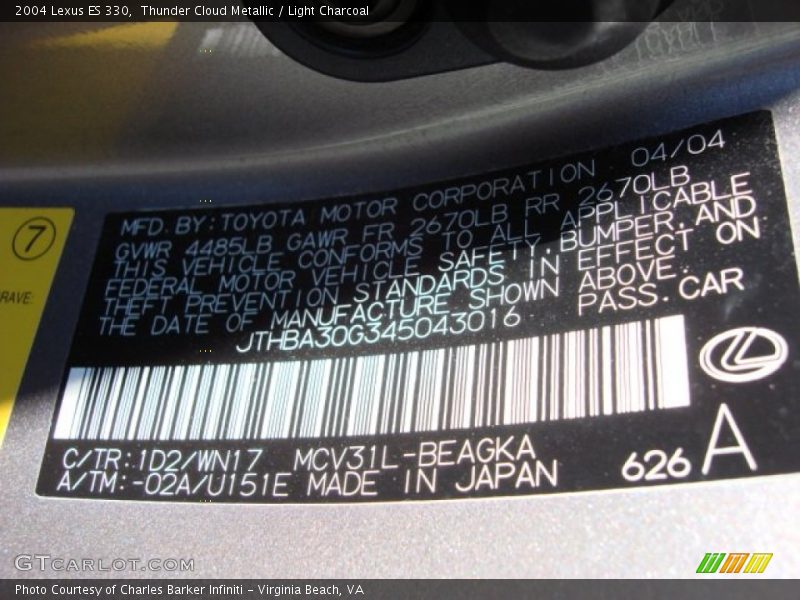 2004 Lexus ES 330, Thunder Cloud Metallic / Light Charcoal
7
RAVE:
MFD. BY: TOYOTA MOTOR CORPORATION 04/04
GVWR 4485LB GAWR FR 2670LB RR 2670LB
THIS VEHICLE CONFORMS TO ALL APPLICABLE
FEDERAL MOTOR VEHICLE SAFETY, BUMPER, AND
THEFT PREVENTION STANDARDS IN EFFECT ON
THE DATE OF MANUFACTURE SHOWN ABOVE.
JTHBA30G345043016 PASS. CAR
C/TR: 1D2/WN17 MCV31L-BEAGKA
A/TM: -02A/U151E MADE IN JAPAN
626 A
GTCARLOT.COM
Photo Courtesy of Charles Barker Infiniti - Virginia Beach, VA